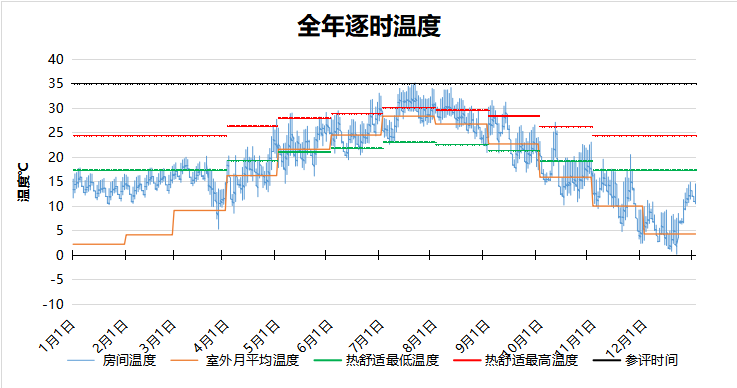 全年逐时温度
40
35
30
25
20
15
10
5
0
-5
-10
温度℃
1月1日
2月1日
3月1日
4月1日
5月1日
6月1日
7月1日
8月1日
9月1日
10月1日
11月1日
12月1日
房间温度 室外月平均温度 热舒适最低温度 热舒适最高温度 参评时间